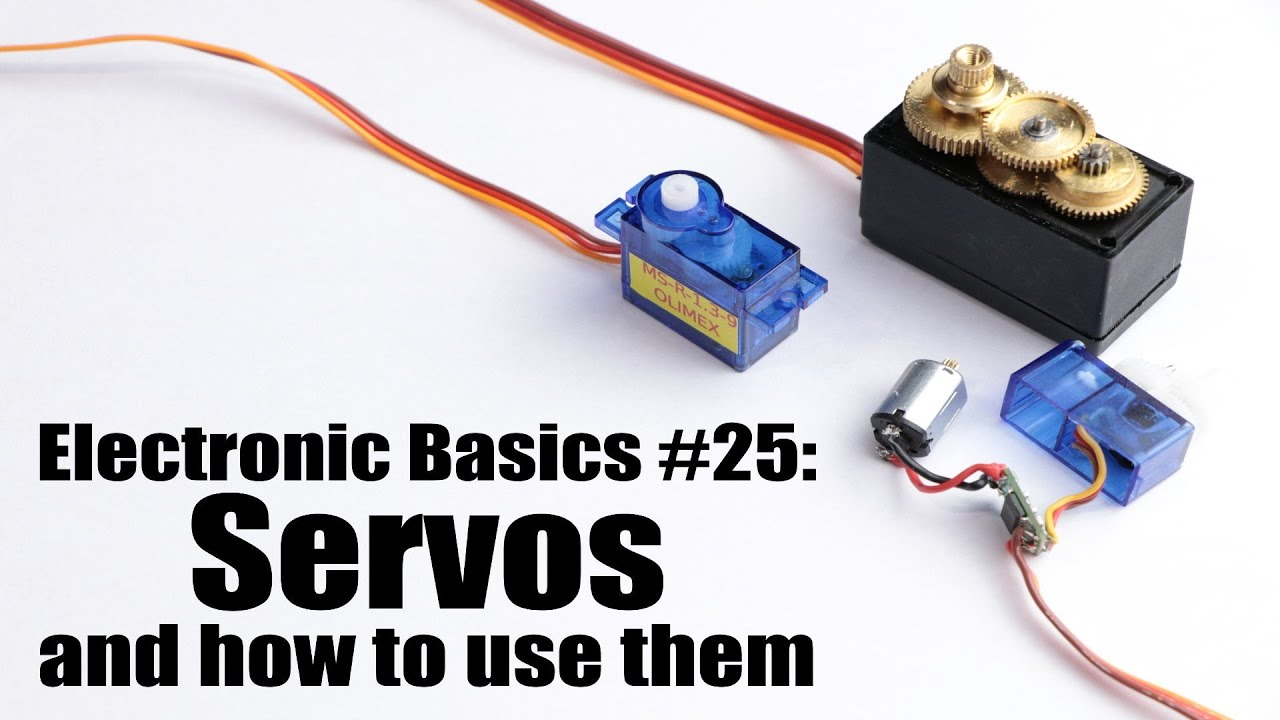 MS-R-1.3-9
OLIMEX
Electronic Basics #25:
Servos
and how to use them